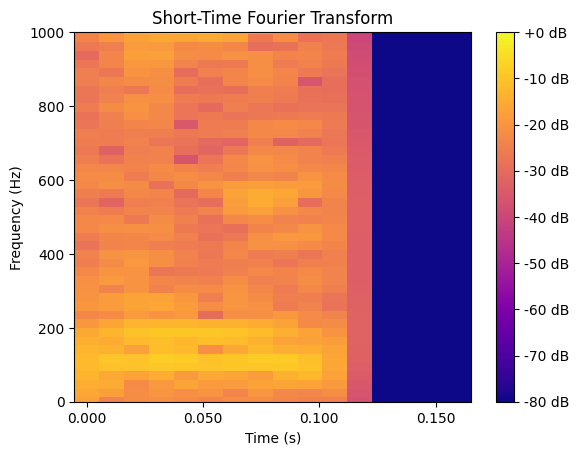 Short-Time Fourier Transform
1000
800
600
400
200
0
Frequency (Hz)
0.000
0.050
0.100
0.150
Time (s)
+0 dB
-10 dB
-20 dB
-30 dB
-40 dB
-50 dB
-60 dB
-70 dB
-80 dB